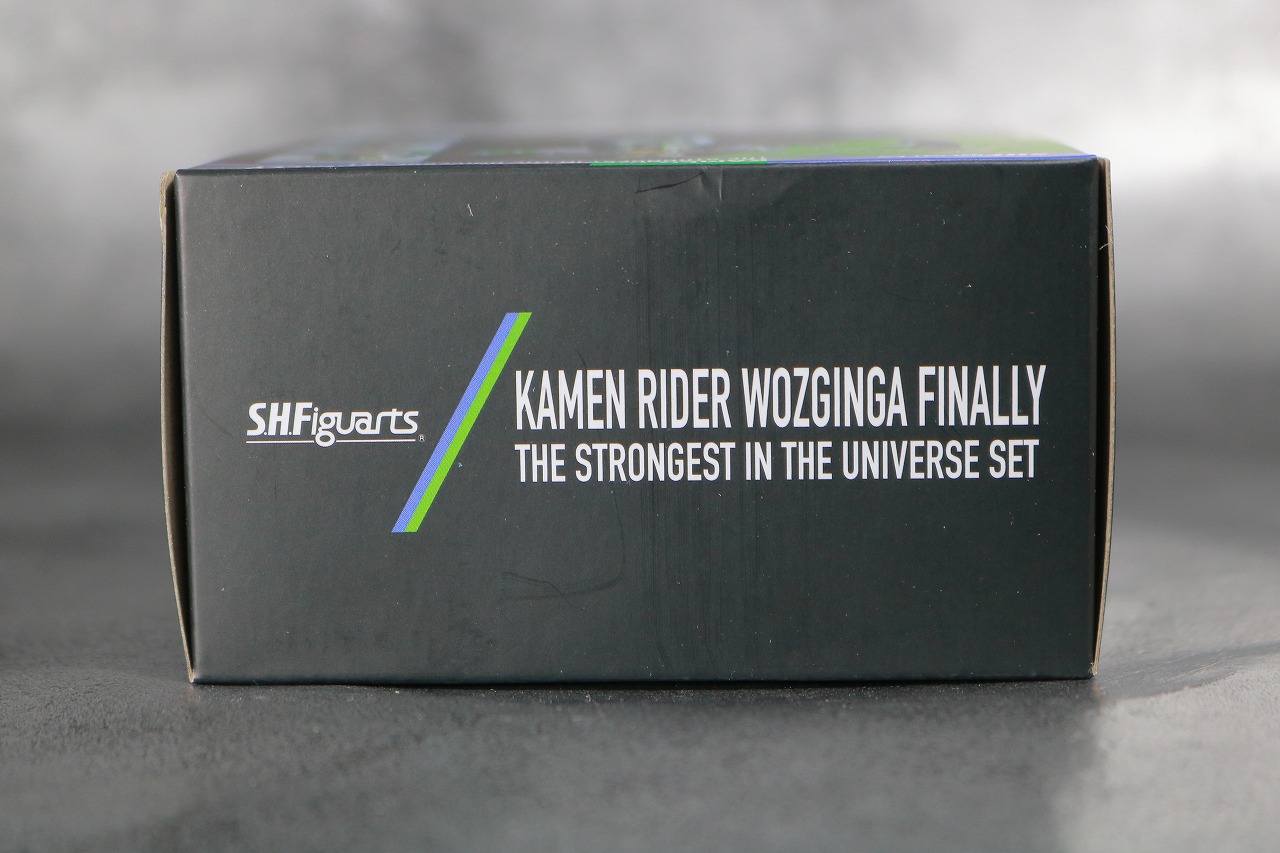 S.H.Figuarts®
KAMEN RIDER WOZGINGA FINALLY
THE STRONGEST IN THE UNIVERSE SET